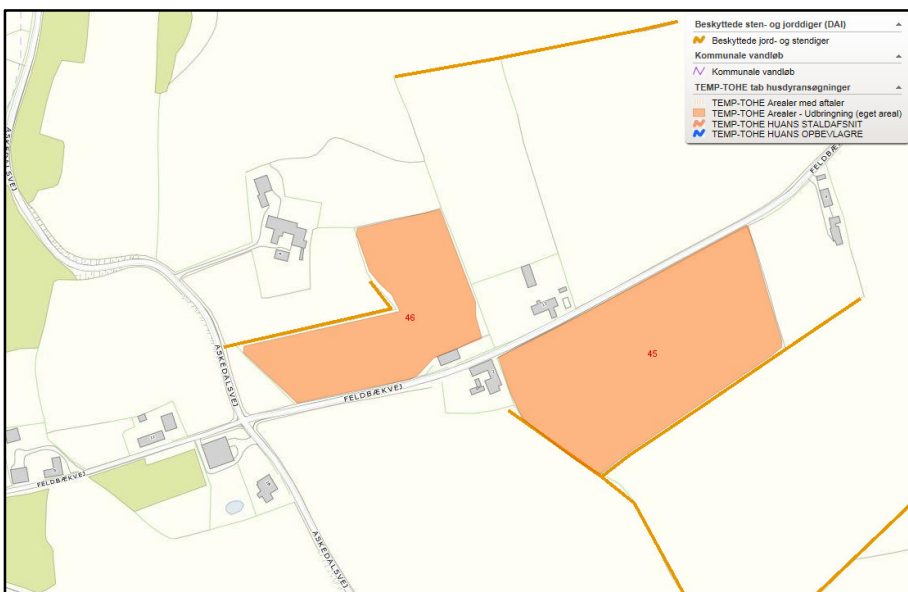 Beskyttede sten- og jorddiger (DAI)
Beskyttede jord- og stendiger
Kommunale vandløb
Kommunale vandløb
TEMP-TOHE tab husdyransøgninger
TEMP-TOHE Arealer med aftaler
TEMP-TOHE Arealer - Udbringning (eget areal)
TEMP-TOHE HUANS STALDAFSNIT
TEMP-TOHE HUANS OPBEVLAGRE
ASKEDALSVEJ
46
45
ASKEDALSVEJ
FELDBÆKVEJ
FELDBÆKVEJ
ASKEDALSVEJ